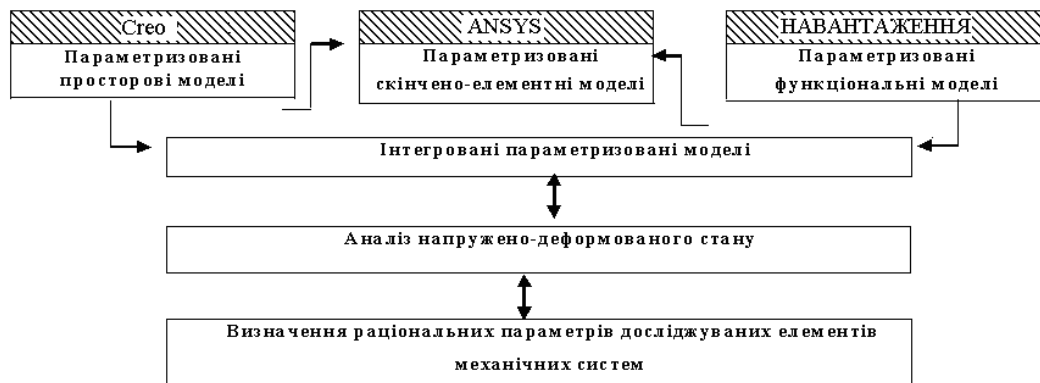 Creo
Параметризовані
просторові моделі
ANSYS
Параметризовані
скінчено-елементні моделі
НАВАНТАЖЕННЯ
Параметризовані
функціональні моделі
Інтегровані параметризовані моделі
Аналіз напружено-деформованого стану
Визначення раціональних параметрів досліджуваних елементів
механічних систем